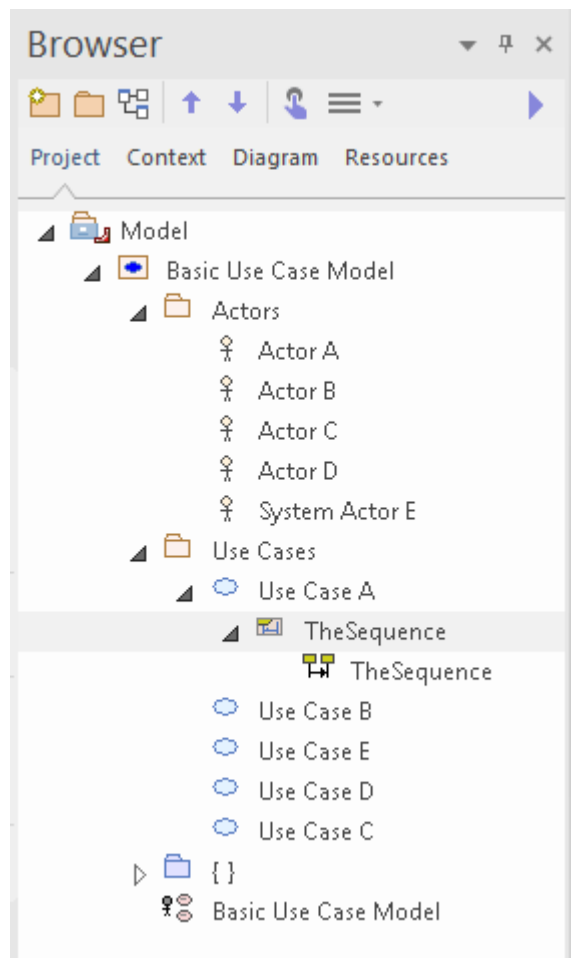 Browser
Project Context Diagram Resources
Model
Basic Use Case Model
Actors
Actor A
Actor B
Actor C
Actor D
System Actor E
Use Cases
Use Case A
TheSequence
TheSequence
Use Case B
Use Case E
Use Case D
Use Case C
{ }
Basic Use Case Model